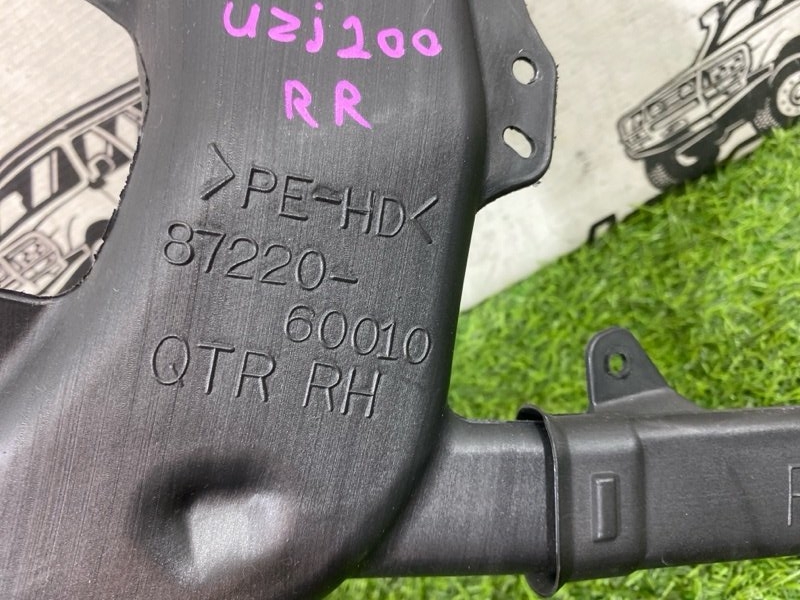 UZJ200
RR
>PE-HD<
87220-
60010
QTR RH